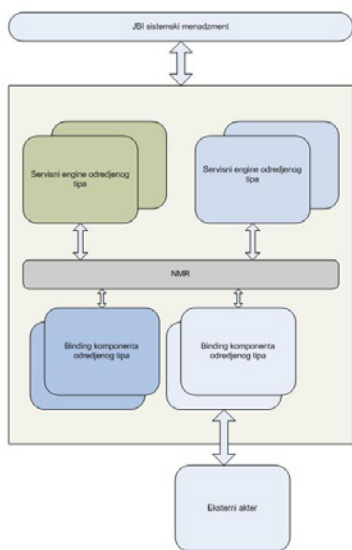 JBI sistemski menadzment
Servisni engine odredjenog
tipa
Servisni engine odredjenog
tipa
NMR
Binding komponenta
odredjenog tipa
Binding komponenta
odredjenog tipa
Eksterni akter